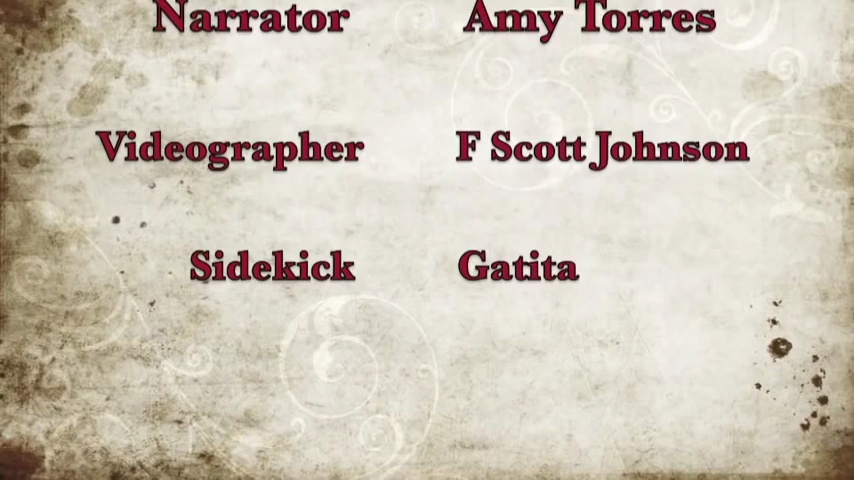 Narrator Amy Torres
Videographer F Scott Johnson
Sidekick Gatita